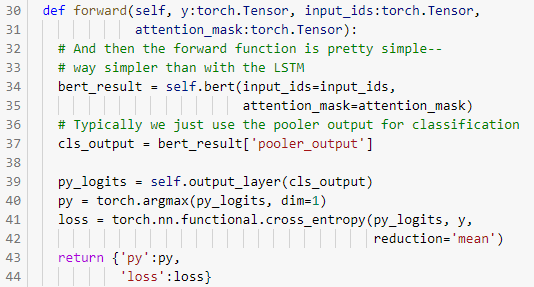 30 def forward(self, y:torch.Tensor, input_ids:torch.Tensor,
31 attention_mask:torch.Tensor):
32 # And then the forward function is pretty simple--
33 # way simpler than with the LSTM
34 bert_result = self.bert(input_ids=input_ids,
35 attention_mask=attention_mask)
36 # Typically we just use the pooler output for classification
37 cls_output = bert_result['pooler_output']
38
39 py_logits = self.output_layer(cls_output)
40 py = torch.argmax(py_logits, dim=1)
41 loss = torch.nn.functional.cross_entropy(py_logits, y,
42 reduction='mean')
43 return {'py':py,
44 'loss':loss}